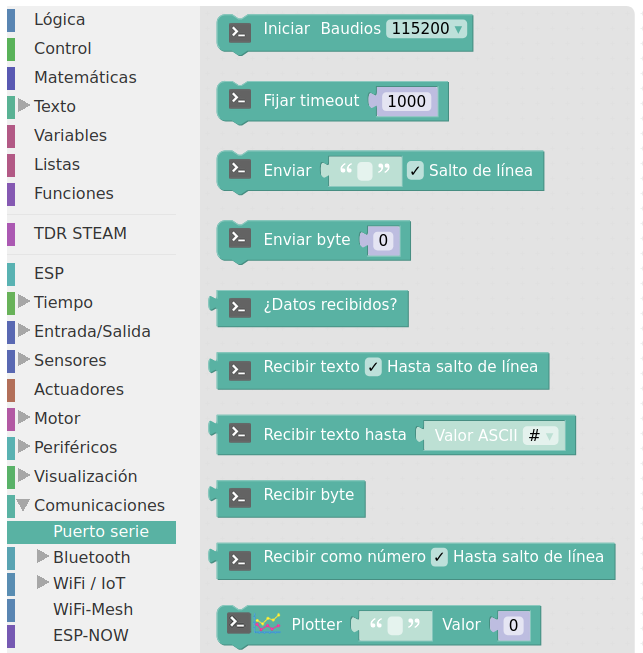 Lógica
Control
Matemáticas
Texto
Variables
Listas
Funciones
TDR STEAM
ESP
Tiempo
Entrada/Salida
Sensores
Actuadores
Motor
Periféricos
Visualización
Comunicaciones
Puerto serie
Bluetooth
WiFi / IoT
WiFi-Mesh
ESP-NOW
Iniciar Baudios 115200 ▾
Fijar timeout 1000
Enviar “ ” ✓ Salto de línea
Enviar byte 0
¿Datos recibidos?
Recibir texto ✓ Hasta salto de línea
Recibir texto hasta Valor ASCII # ▾
Recibir byte
Recibir como número ✓ Hasta salto de línea
Plotter “ ” Valor 0